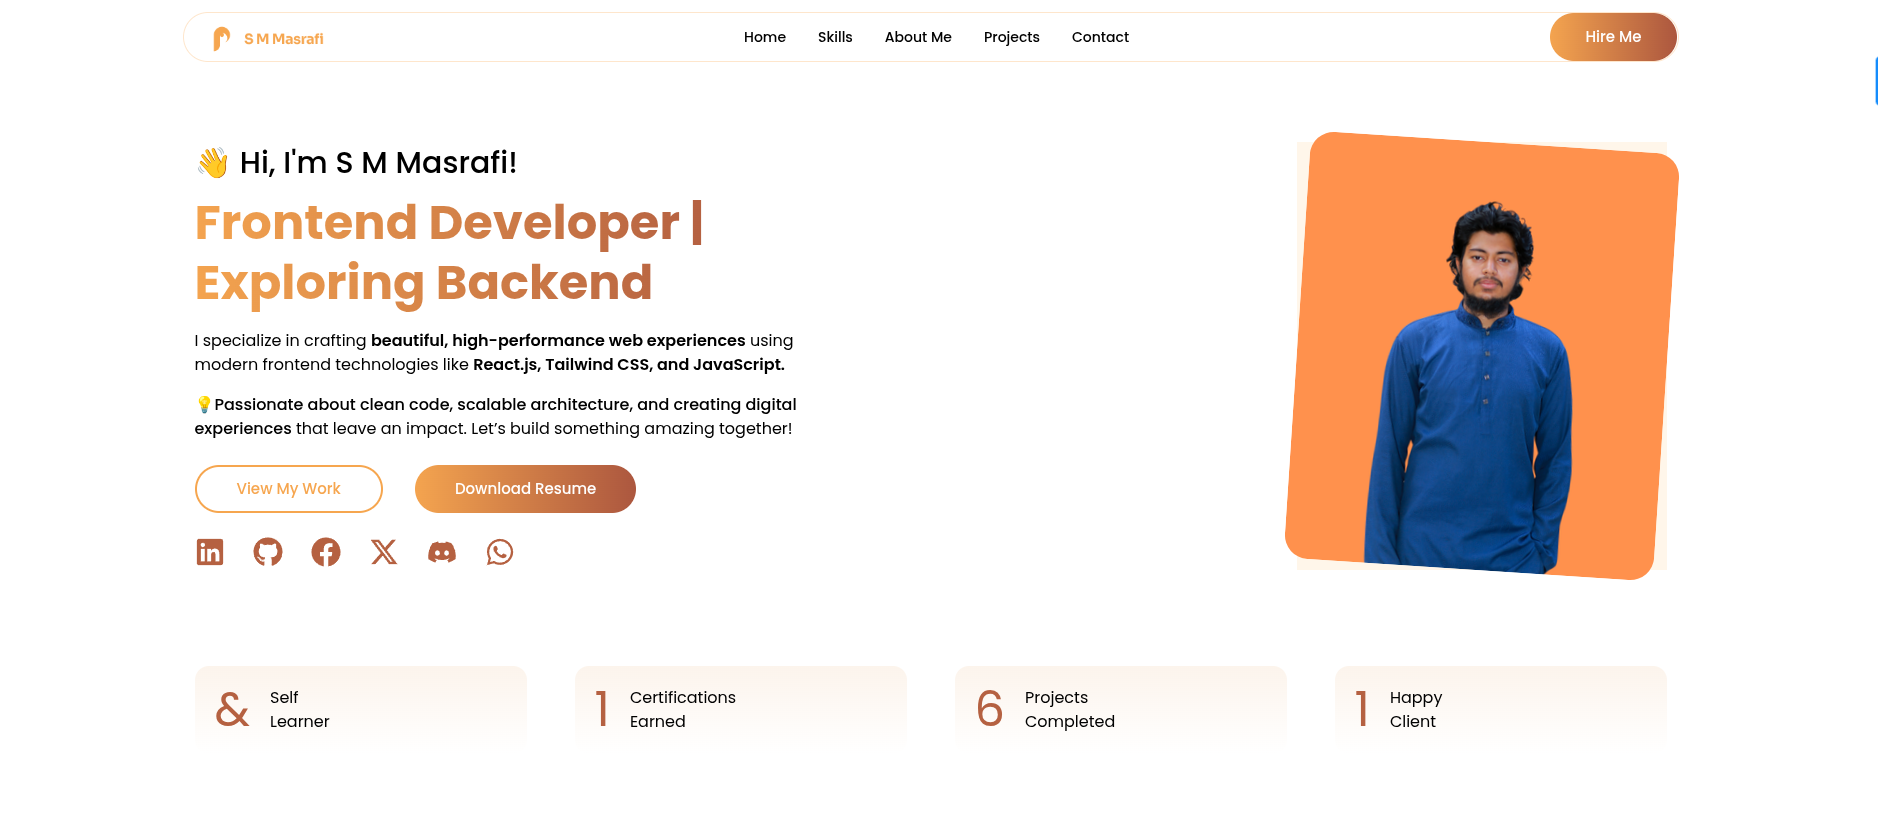 S M Masrafi
Home
Skills
About Me
Projects
Contact
Hire Me
👋 Hi, I'm S M Masrafi!
Frontend Developer |
Exploring Backend
I specialize in crafting beautiful, high-performance web experiences using
modern frontend technologies like React.js, Tailwind CSS, and JavaScript.
💡Passionate about clean code, scalable architecture, and creating digital
experiences that leave an impact. Let’s build something amazing together!
View My Work
Download Resume
&
Self
Learner
1
Certifications
Earned
6
Projects
Completed
1
Happy
Client